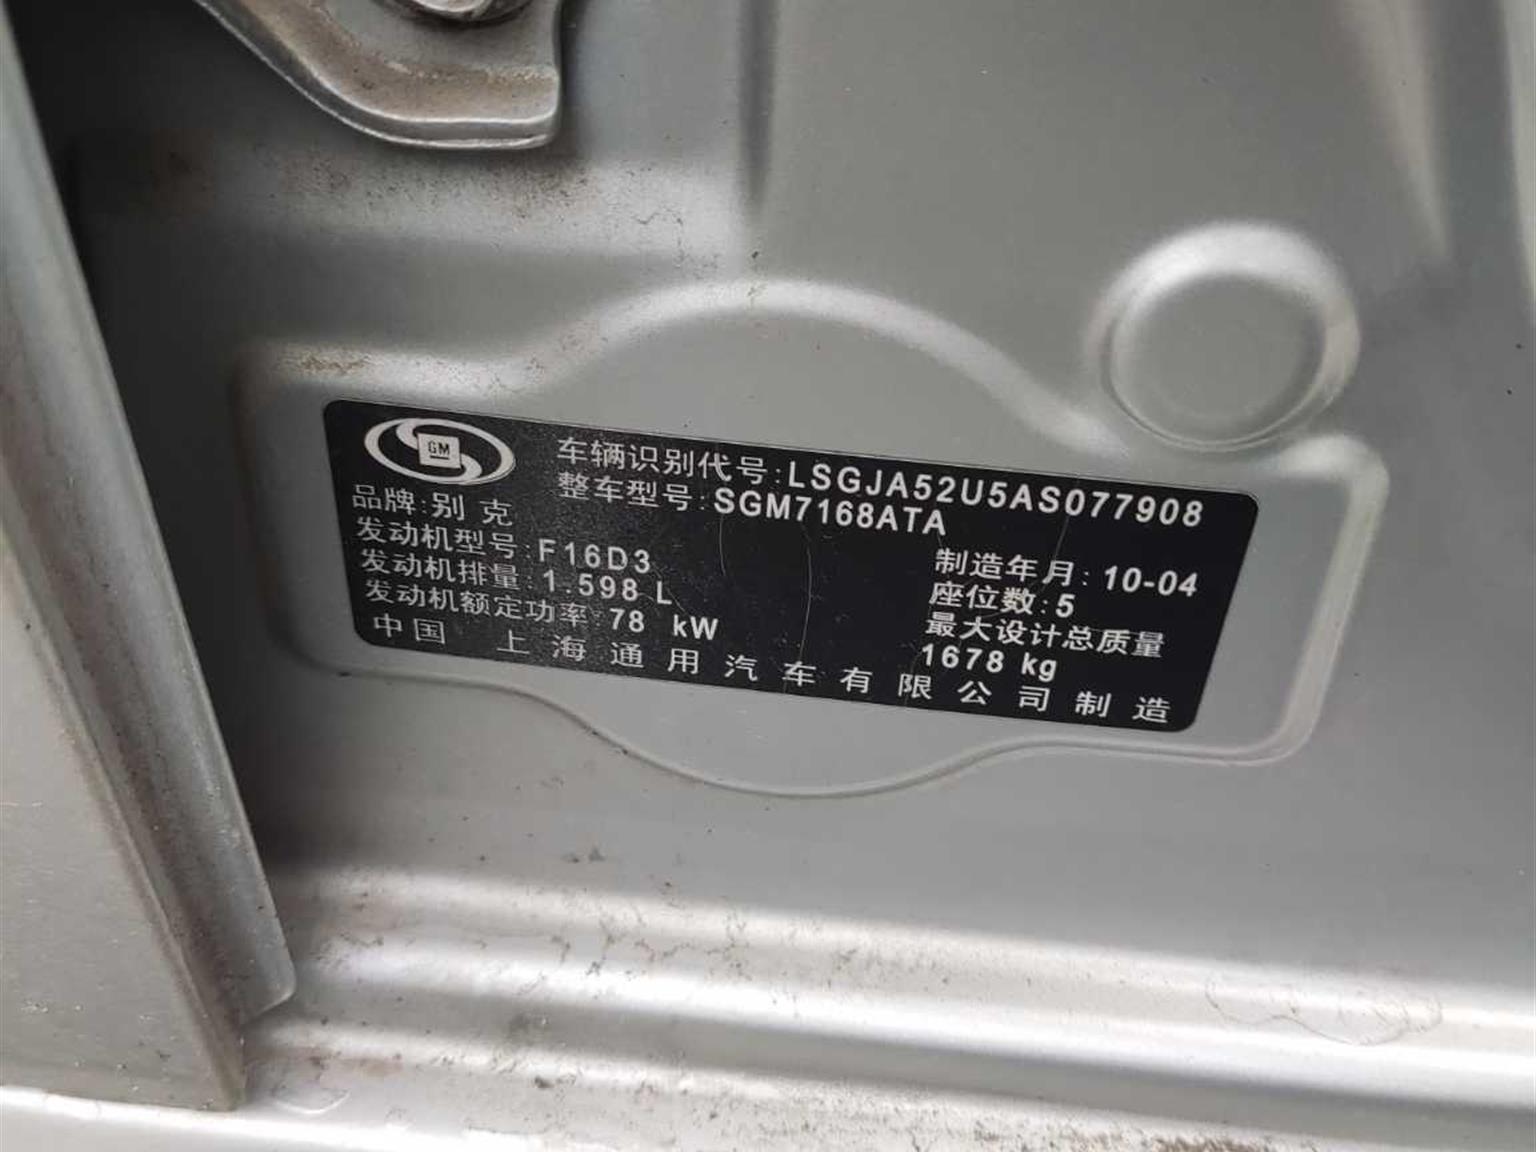 GM
车辆识别代号:LSGJA52U5AS077908
整车型号:SGM7168ATA
品牌:别 克
发动机型号:F16D3
制造年月:10-04
发动机排量:1.598 L
座位数:5
发动机额定功率:78 kW
最大设计总质量
1678 kg
中国 上海通用汽车有限公司制造